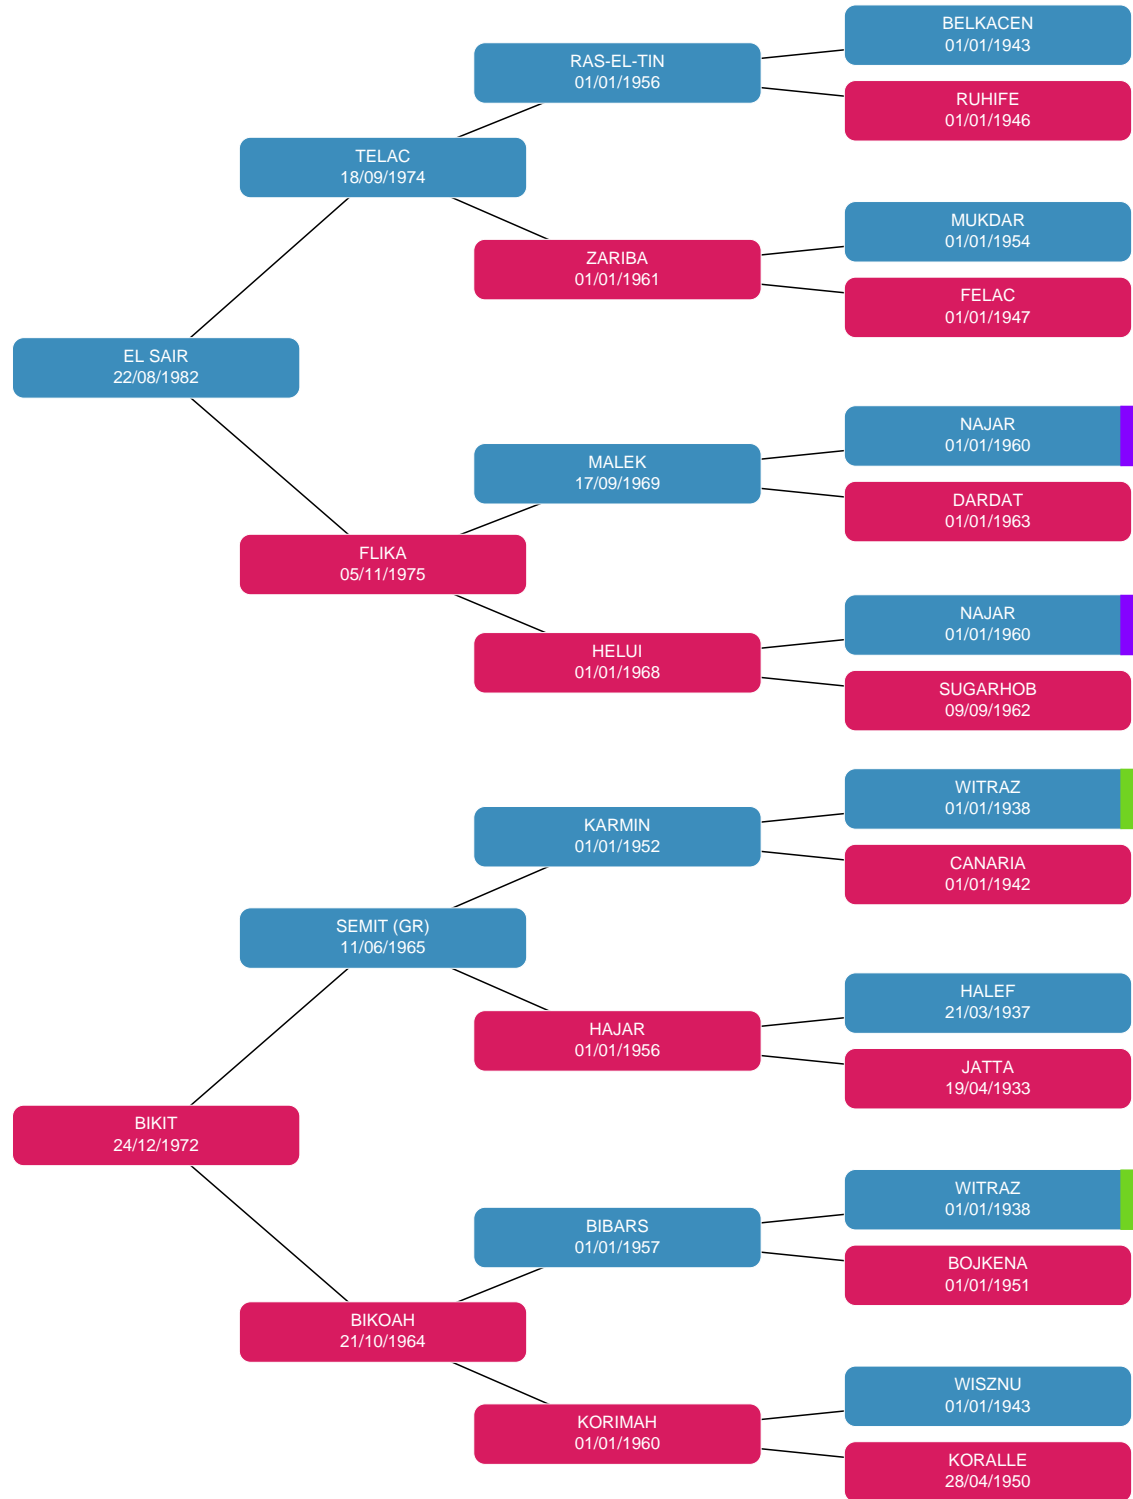 BELKACEN
01/01/1943
RAS-EL-TIN
01/01/1956
RUHIFE
01/01/1946
TELAC
18/09/1974
MUKDAR
01/01/1954
ZARIBA
01/01/1961
FELAC
01/01/1947
EL SAIR
22/08/1982
NAJAR
01/01/1960
MALEK
17/09/1969
DARDAT
01/01/1963
FLIKA
05/11/1975
NAJAR
01/01/1960
HELUI
01/01/1968
SUGARHOB
09/09/1962
WITRAZ
01/01/1938
KARMIN
01/01/1952
CANARIA
01/01/1942
SEMIT (GR)
11/06/1965
HALEF
21/03/1937
HAJAR
01/01/1956
JATTA
19/04/1933
BIKIT
24/12/1972
WITRAZ
01/01/1938
BIBARS
01/01/1957
BOJKENA
01/01/1951
BIKOAH
21/10/1964
WISZNU
01/01/1943
KORIMAH
01/01/1960
KORALLE
28/04/1950